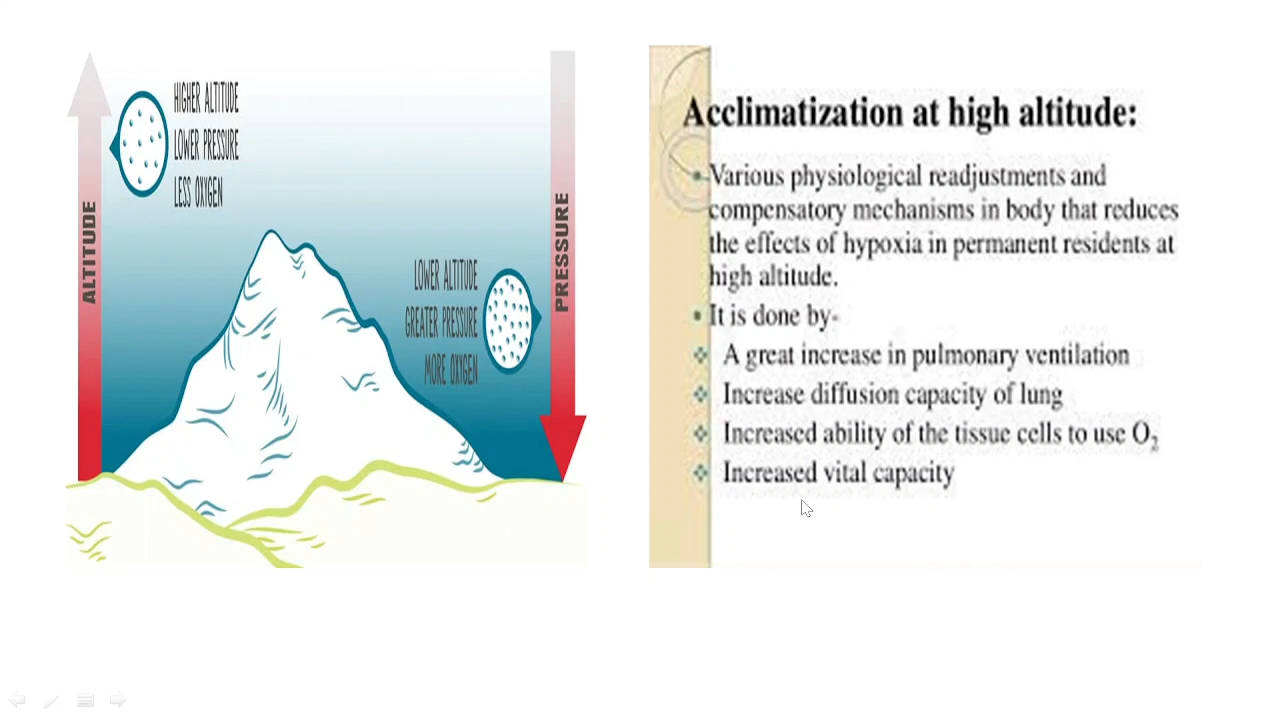 HIGHER ALTITUDE
LOWER PRESSURE
LESS OXYGEN
ALTITUDE
LOWER ALTITUDE
GREATER PRESSURE
MORE OXYGEN
PRESSURE
Acclimatization at high altitude:
Various physiological readjustments and
compensatory mechanisms in body that reduces
the effects of hypoxia in permanent residents at
high altitude.
It is done by-
A great increase in pulmonary ventilation
Increase diffusion capacity of lung
Increased ability of the tissue cells to use O₂
Increased vital capacity